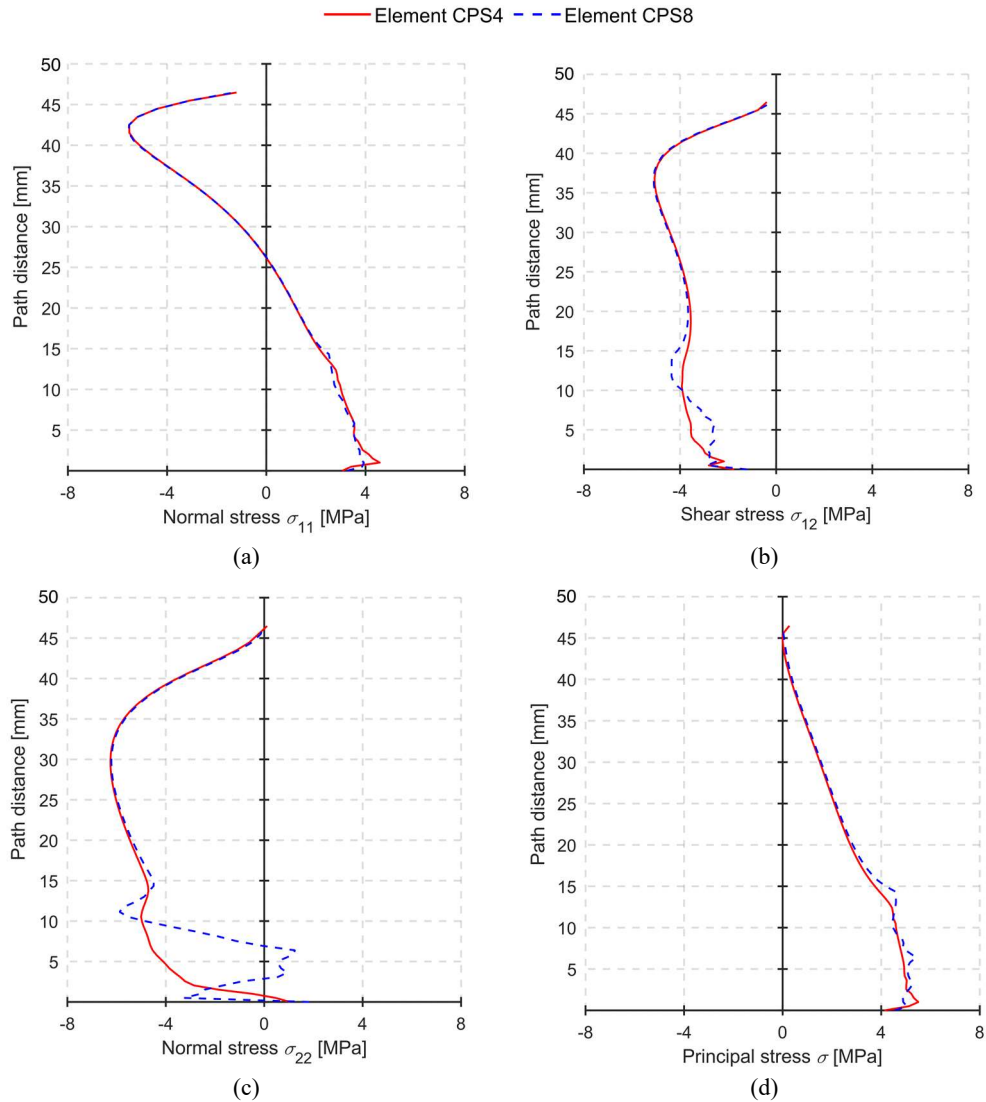 Element CPS4 Element CPS8
50
45
40
35
30
25
20
15
10
5
-8 -4 0 4 8
Path distance [mm]
Normal stress σ11 [MPa]
(a)
50
45
40
35
30
25
20
15
10
5
-8 -4 0 4 8
Path distance [mm]
Shear stress σ12 [MPa]
(b)
50
45
40
35
30
25
20
15
10
5
-8 -4 0 4 8
Path distance [mm]
Normal stress σ22 [MPa]
(c)
50
45
40
35
30
25
20
15
10
5
-8 -4 0 4 8
Path distance [mm]
Principal stress σ [MPa]
(d)